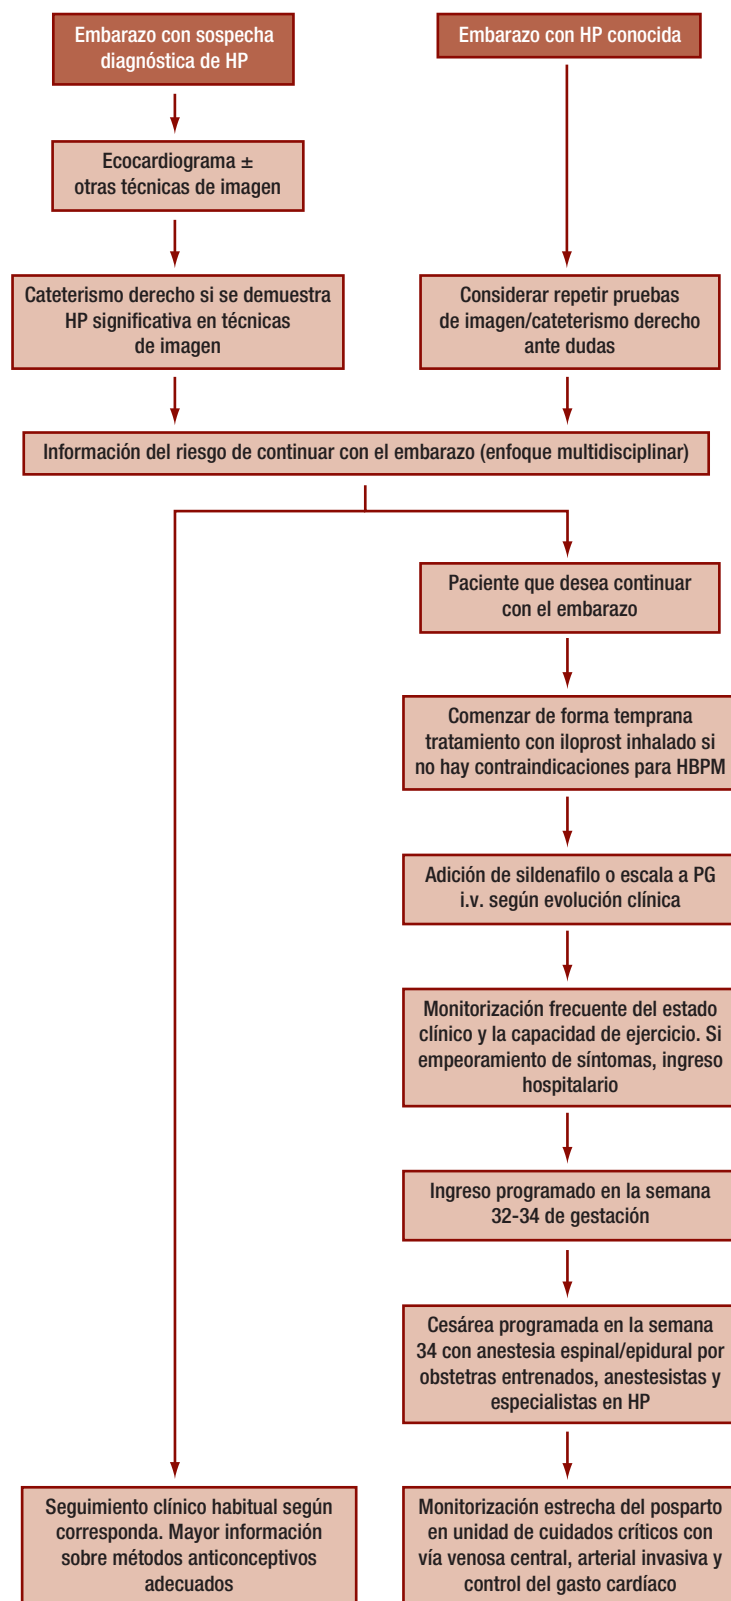 Embarazo con sospecha
diagnóstica de HP
Embarazo con HP conocida
Ecocardiograma ±
otras técnicas de imagen
Cateterismo derecho si se demuestra
HP significativa en técnicas
de imagen
Considerar repetir pruebas
de imagen/cateterismo derecho
ante dudas
Información del riesgo de continuar con el embarazo (enfoque multidisciplinar)
Paciente que desea continuar
con el embarazo
Comenzar de forma temprana
tratamiento con iloprost inhalado si
no hay contraindicaciones para HBPM
Adición de sildenafilo o escala a PG
i.v. según evolución clínica
Monitorización frecuente del estado
clínico y la capacidad de ejercicio. Si
empeoramiento de síntomas, ingreso
hospitalario
Ingreso programado en la semana
32-34 de gestación
Cesárea programada en la semana
34 con anestesia espinal/epidural por
obstetras entrenados, anestesistas y
especialistas en HP
Seguimiento clínico habitual según
corresponda. Mayor información
sobre métodos anticonceptivos
adecuados
Monitorización estrecha del posparto
en unidad de cuidados críticos con
vía venosa central, arterial invasiva y
control del gasto cardíaco